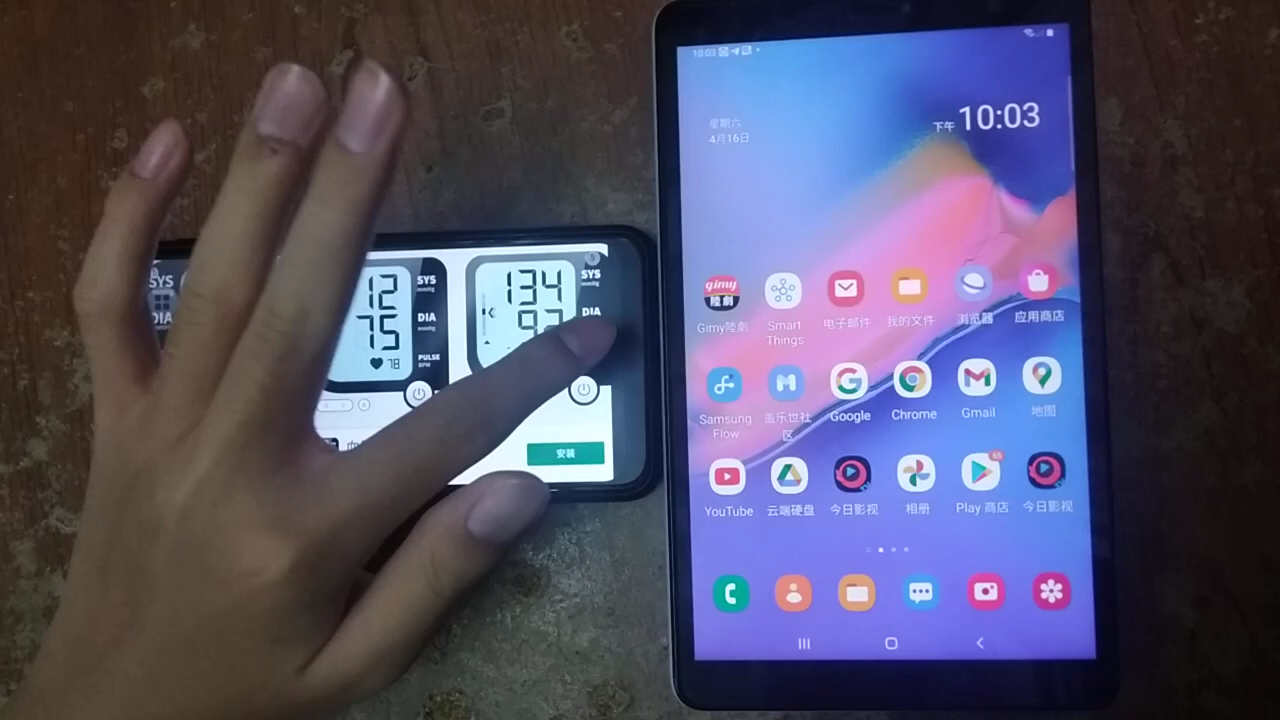 SYS
DIA
12
75
78
SYS
mmHg
DIA
mmHg
PULSE
BPM
134
SYS
mmHg
DIA
安装
10:03
星期六
4月16日
下午 10:03
gimy
陸劇
Gimy陸劇
Smart Things
电子邮件
我的文件
浏览器
应用商店
Samsung Flow
盖乐世社区
Google
Chrome
Gmail
地图
65
YouTube
云端硬盘
今日影视
相册
Play 商店
今日影视